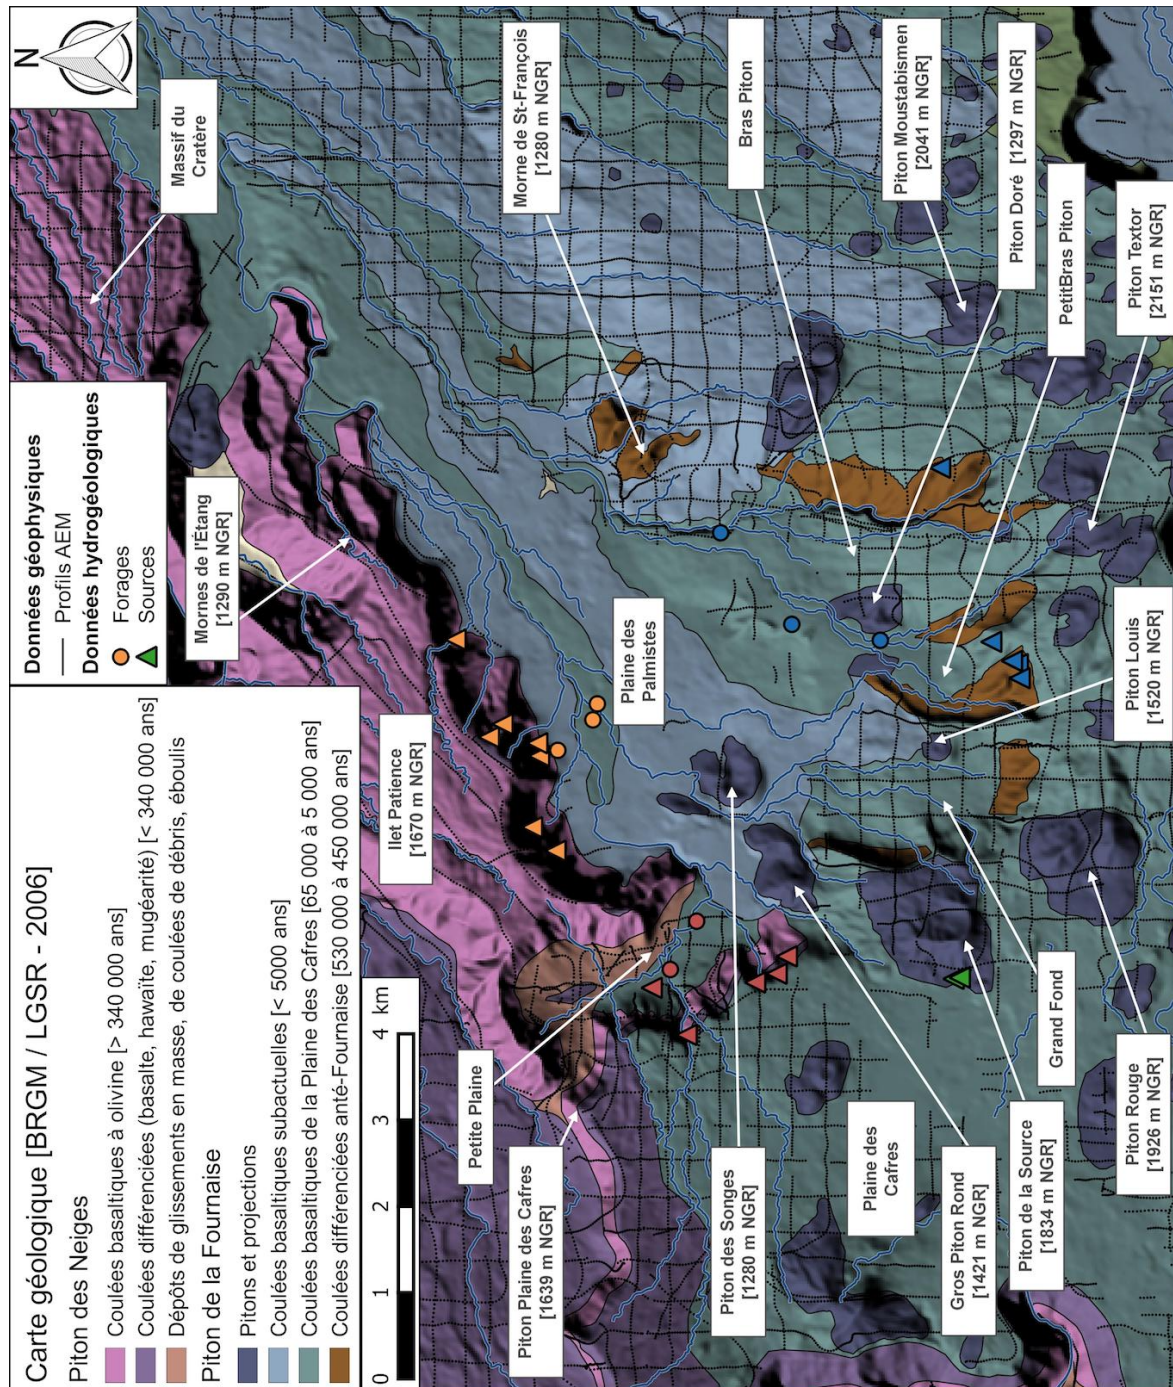 Carte géologique [BRGM / LGSR - 2006]
Piton des Neiges
Coulées basaltiques à olivine [> 340 000 ans]
Coulées différenciées (basalte, hawaïte, mugéarité) [< 340 000 ans]
Dépôts de glissements en masse, de coulées de débris, éboulis
Piton de la Fournaise
Pitons et projections
Coulées basaltiques subactuelles [< 5000 ans]
Coulées basaltiques de la Plaine des Cafres [65 000 à 5 000 ans]
Coulées différenciées anté-Fournaise [530 000 à 450 000 ans]
0 1 2 3 4 km
Données géophysiques
Profils AEM
Données hydrogéologiques
Forages
Sources
N
Massif du
Cratère
Mornes de l'Étang
[1290 m NGR]
Ilet Patience
[1670 m NGR]
Petite Plaine
Piton Plaine des Cafres
[1639 m NGR]
Plaine des
Palmistes
Morne de St-François
[1280 m NGR]
Piton des Songes
[1280 m NGR]
Bras Piton
Plaine des
Cafres
Piton Moustabismen
[2041 m NGR]
Gros Piton Rond
[1421 m NGR]
Piton Doré [1297 m NGR]
Piton de la Source
[1834 m NGR]
Grand Fond
PetitBras Piton
Piton Rouge
[1926 m NGR]
Piton Louis
[1520 m NGR]
Piton Textor
[2151 m NGR]